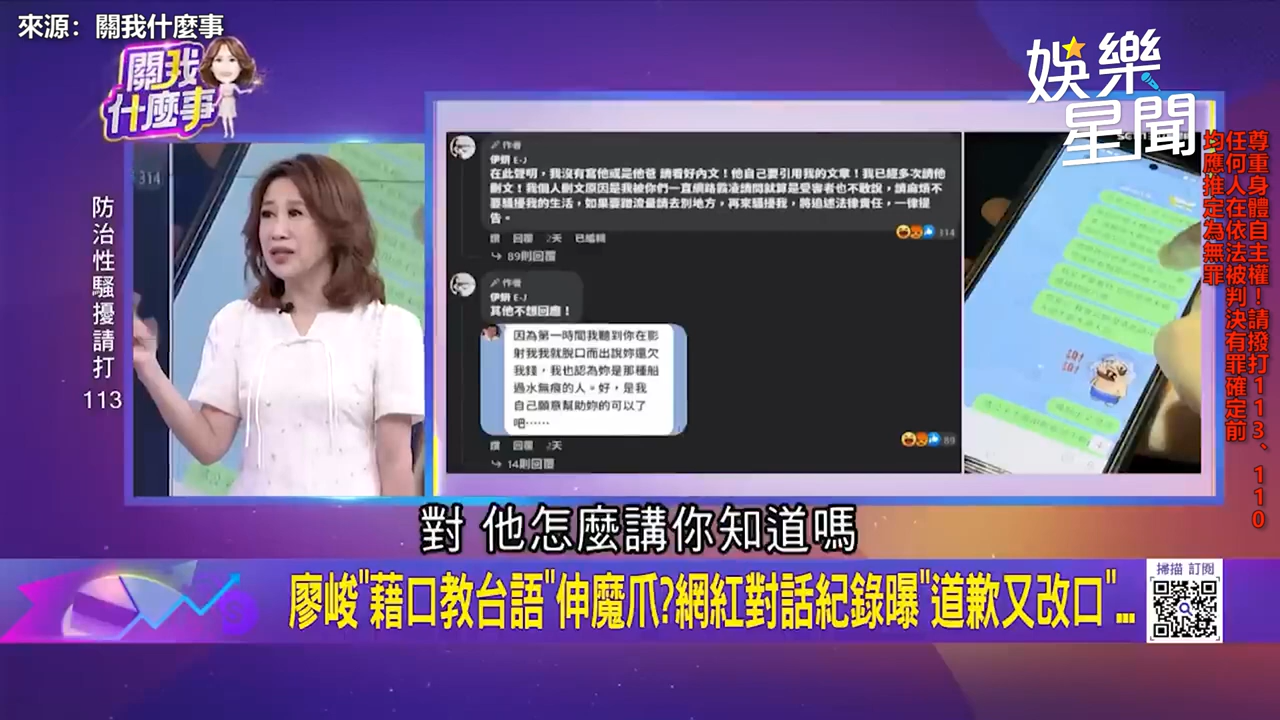 來源：關我什麼事
關我
什麼事
娛樂
星聞
防治性騷擾請打
113
314
尊重身體自主權！請撥打113、110
任何人在依法被判決有罪確定前
均應推定為無罪
作者
伊妍 E-J
在此聲明，我沒有寫他或是他爸 請看好內文！他自己要引用我的文章！我已經多次請他
刪文！我個人刪文原因是我被你們一直網路霸凌請問就算是受害者也不敢說，請麻煩不
要騷擾我的生活，如果要蹭流量請去別地方，再來騷擾我，將追述法律責任，一律提
告。
讚 回覆 2天 已編輯
314
89則回覆
作者
伊妍 E-J
其他不想回應！
因為第一時間我聽到你在影
射我我就脫口而出說妳還欠
我錢，我也認為妳是那種船
過水無痕的人。好，是我
自己願意幫助妳的可以了
吧……
讚 回覆 2天
89
14則回覆
對 他怎麼講你知道嗎
廖峻"藉口教台語"伸魔爪?網紅對話紀錄曝"道歉又改口"...
掃描 訂閱